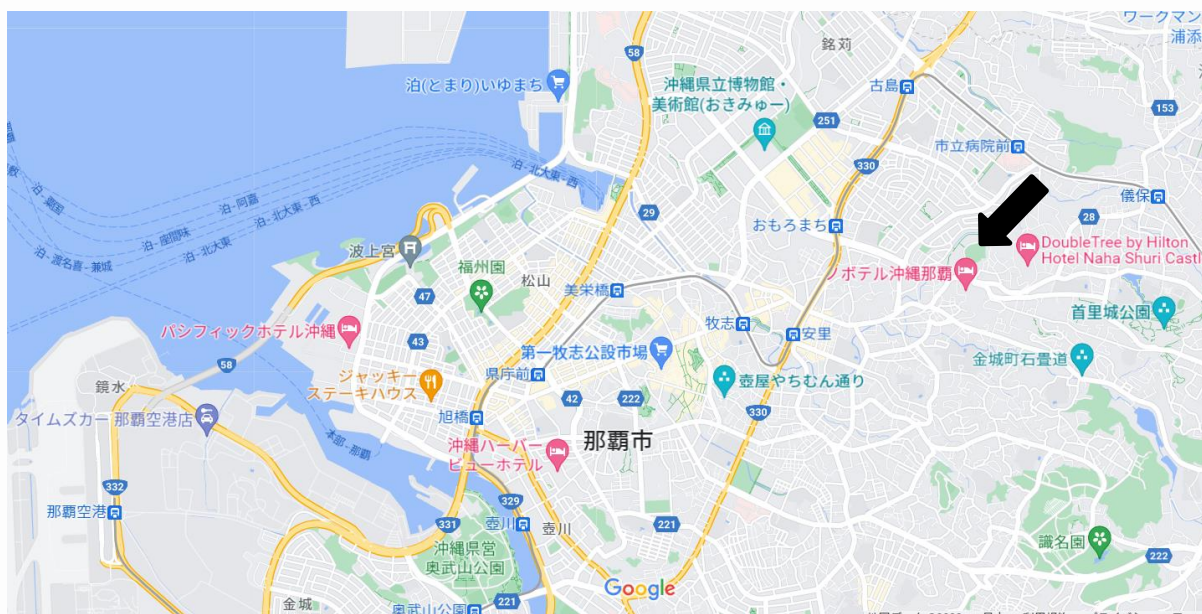 ワークマン
浦添
銘苅
58
泊(とまり)いゆまち
沖縄県立博物館・
美術館(おきみゅー)
古島
153
251
市立病院前
330
泊-北大東-西
儀保
泊-粟国
泊-阿嘉
泊-北大東-西
29
おもろまち
28
泊-座間味
泊-北大東
DoubleTree by Hilton
Hotel Naha Shuri Castl
泊-渡名喜-兼城
波上宮
福州園
松山
ノボテル沖縄那覇
美栄橋
47
首里城公園
パシフィックホテル沖縄
43
牧志
安里
第一牧志公設市場
金城町石畳道
58
県庁前
鏡水
ジャッキー
ステーキハウス
壺屋やちむん通り
42
222
タイムズカー 那覇空港店
旭橋
330
本部-那覇
沖縄ハーバー
ビューホテル
那覇市
332
329
那覇空港
331
壺川
壺川
221
沖縄県営
奥武山公園
識名園
222
Google
金城
221
奥武山公園